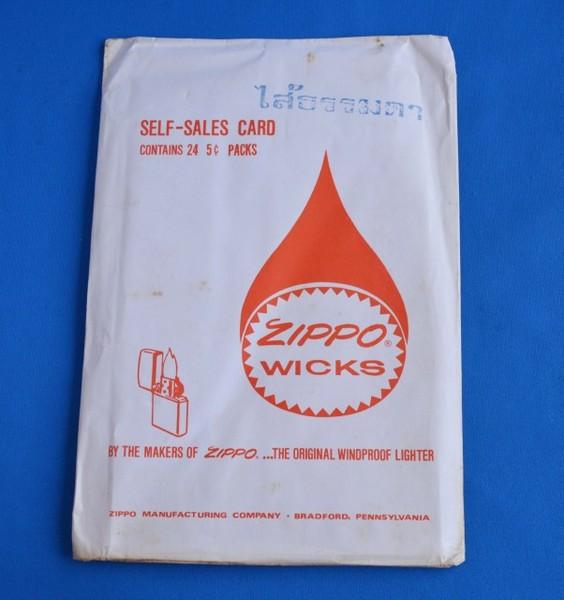 ไส้ธรรมดา
SELF-SALES CARD
CONTAINS 24 5¢ PACKS
ZIPPO®
WICKS
BY THE MAKERS OF ZIPPO. ...THE ORIGINAL WINDPROOF LIGHTER
ZIPPO MANUFACTURING COMPANY • BRADFORD, PENNSYLVANIA